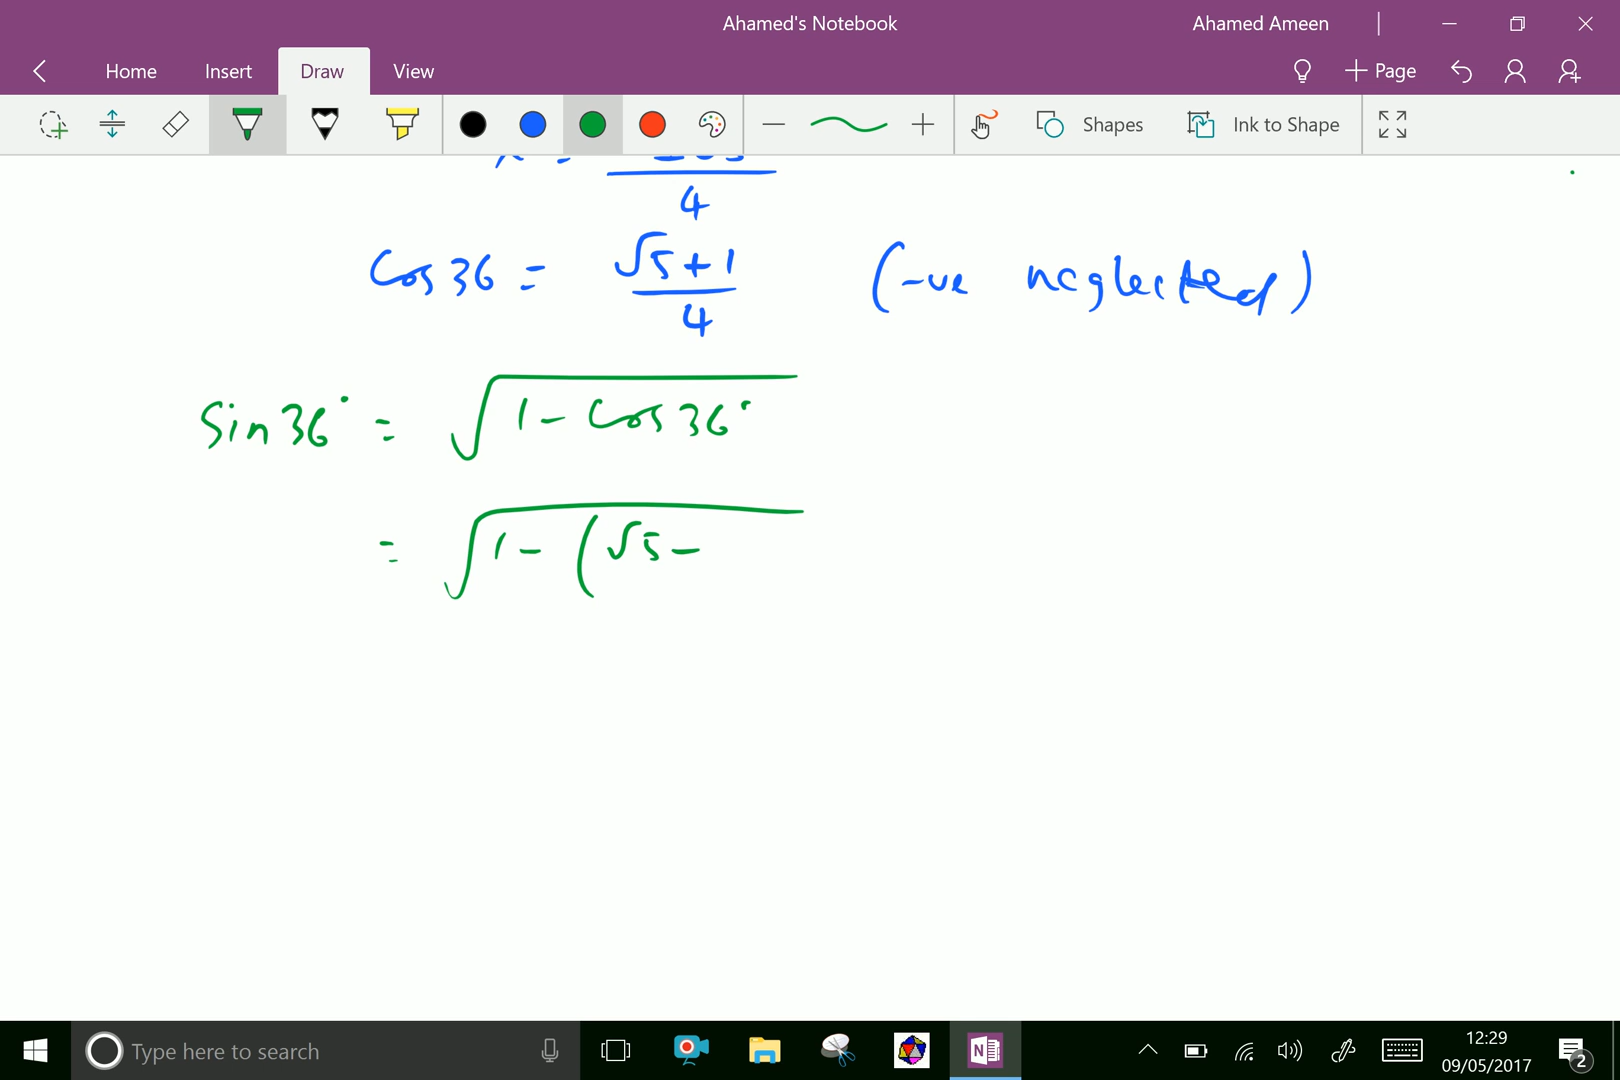 Ahamed's Notebook Ahamed Ameen
Home Insert Draw View + Page
Shapes Ink to Shape
x =
4
Cos 36 = √5+1 / 4 (-ve neglected)
Sin 36° = √(1 - Cos 36°
= √(1 - (√5 -
Type here to search
12:29
09/05/2017
2